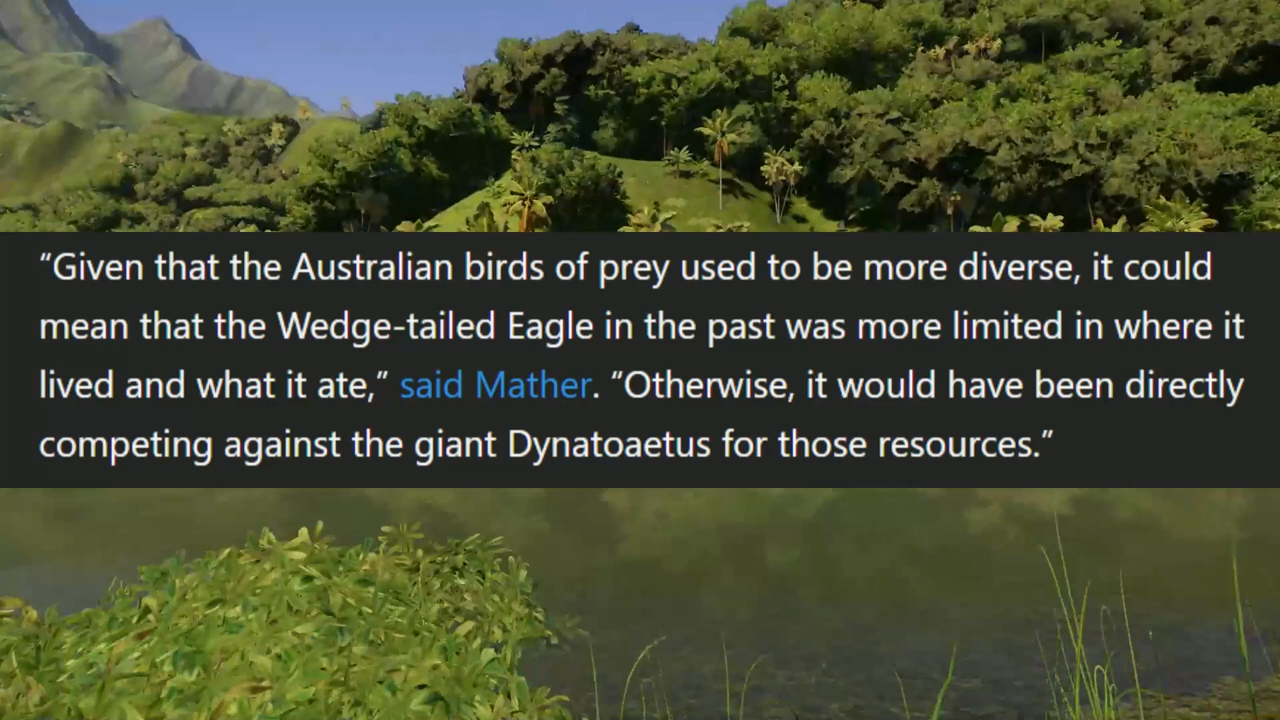 “Given that the Australian birds of prey used to be more diverse, it could
mean that the Wedge-tailed Eagle in the past was more limited in where it
lived and what it ate,” said Mather. “Otherwise, it would have been directly
competing against the giant Dynatoaetus for those resources.”